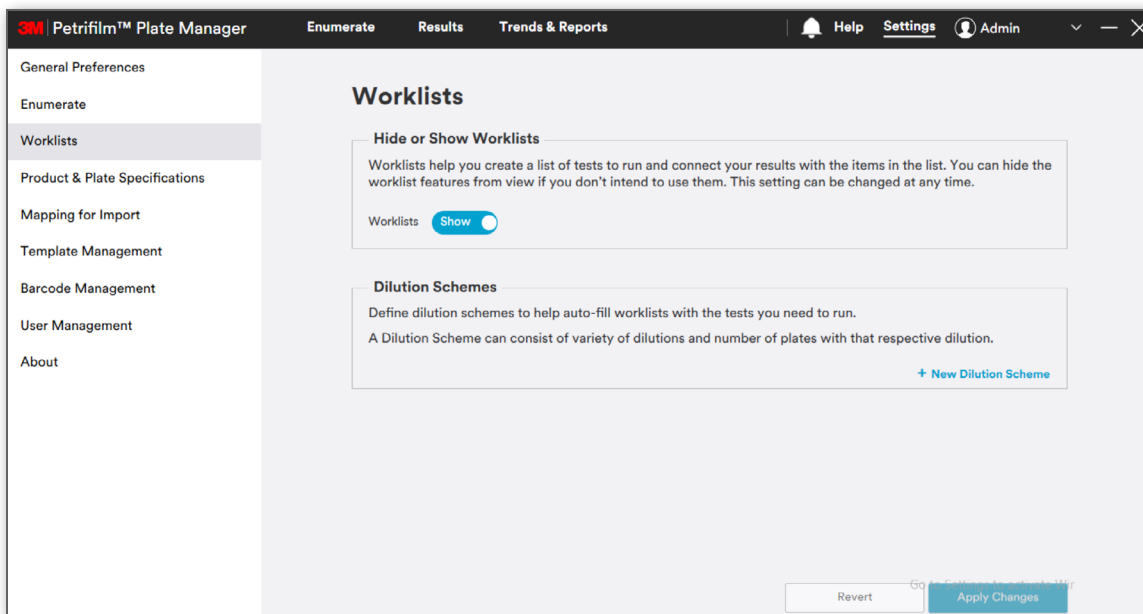 3M Petrifilm™ Plate Manager Enumerate Results Trends & Reports Help Settings Admin
General Preferences
Enumerate
Worklists
Product & Plate Specifications
Mapping for Import
Template Management
Barcode Management
User Management
About
Worklists
Hide or Show Worklists
Worklists help you create a list of tests to run and connect your results with the items in the list. You can hide the
worklist features from view if you don't intend to use them. This setting can be changed at any time.
Worklists Show
Dilution Schemes
Define dilution schemes to help auto-fill worklists with the tests you need to run.
A Dilution Scheme can consist of variety of dilutions and number of plates with that respective dilution.
+ New Dilution Scheme
Go to Settings to activate Wir
Revert Apply Changes